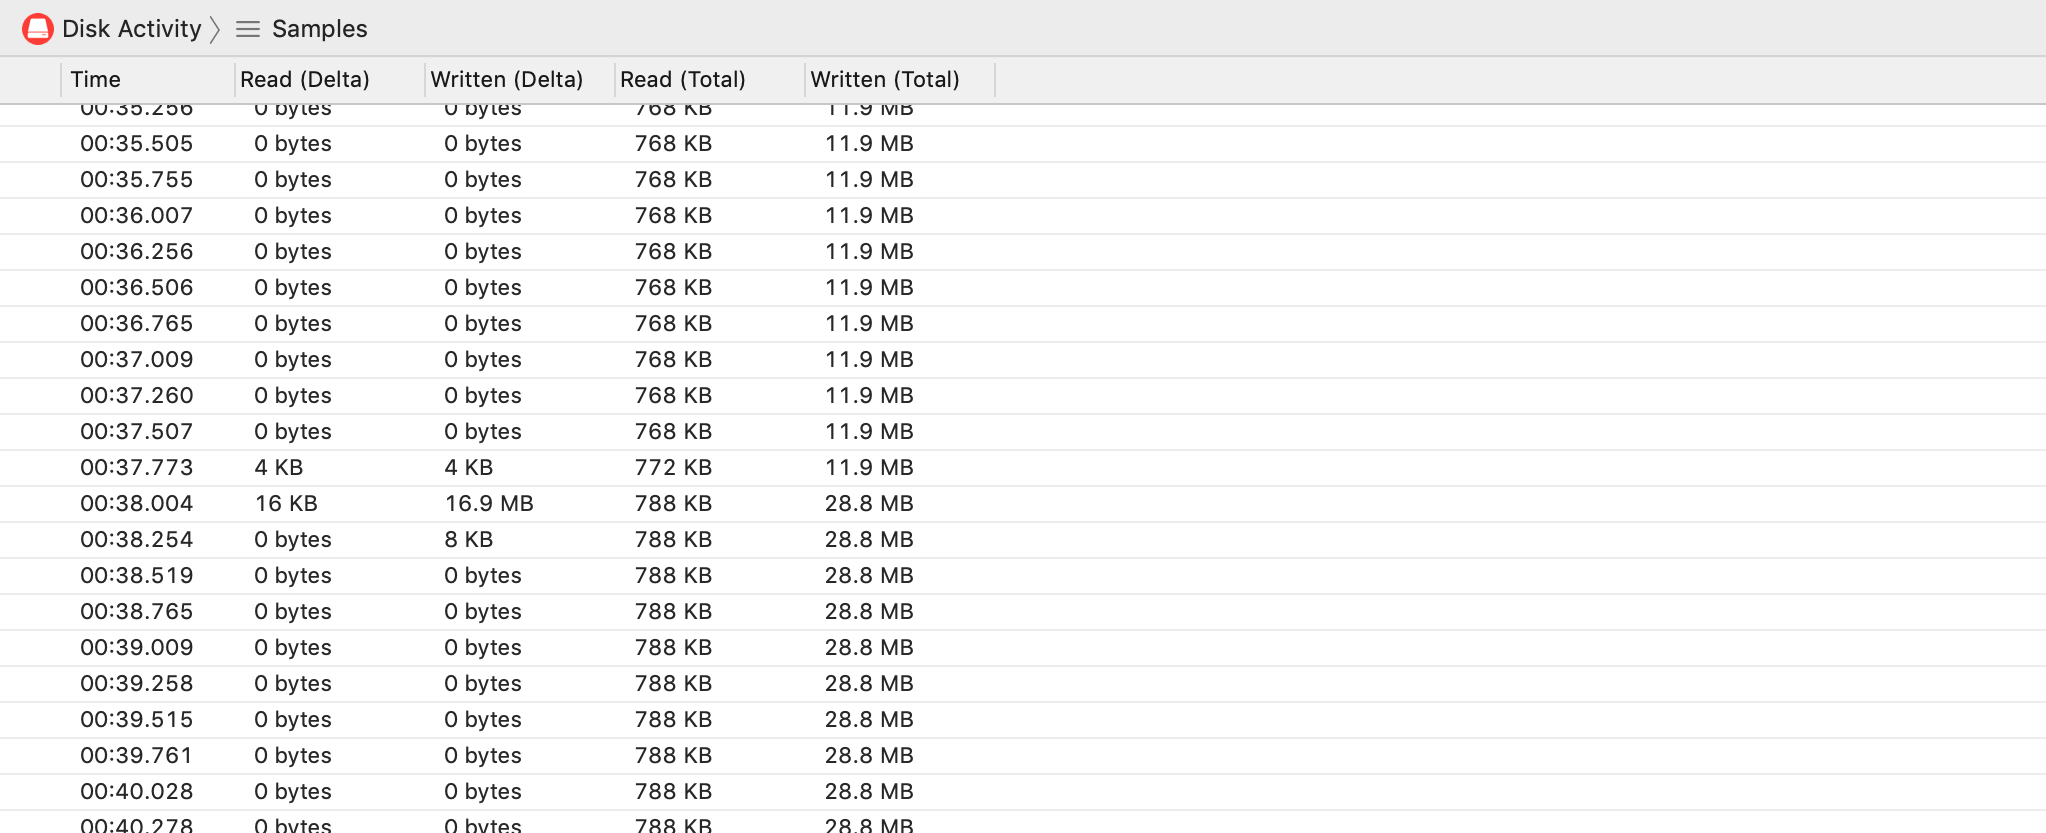 Disk Activity Samples
Time Read (Delta) Written (Delta) Read (Total) Written (Total)
00:35.256 0 bytes 0 bytes 768 KB 11.9 MB
00:35.505 0 bytes 0 bytes 768 KB 11.9 MB
00:35.755 0 bytes 0 bytes 768 KB 11.9 MB
00:36.007 0 bytes 0 bytes 768 KB 11.9 MB
00:36.256 0 bytes 0 bytes 768 KB 11.9 MB
00:36.506 0 bytes 0 bytes 768 KB 11.9 MB
00:36.765 0 bytes 0 bytes 768 KB 11.9 MB
00:37.009 0 bytes 0 bytes 768 KB 11.9 MB
00:37.260 0 bytes 0 bytes 768 KB 11.9 MB
00:37.507 0 bytes 0 bytes 768 KB 11.9 MB
00:37.773 4 KB 4 KB 772 KB 11.9 MB
00:38.004 16 KB 16.9 MB 788 KB 28.8 MB
00:38.254 0 bytes 8 KB 788 KB 28.8 MB
00:38.519 0 bytes 0 bytes 788 KB 28.8 MB
00:38.765 0 bytes 0 bytes 788 KB 28.8 MB
00:39.009 0 bytes 0 bytes 788 KB 28.8 MB
00:39.258 0 bytes 0 bytes 788 KB 28.8 MB
00:39.515 0 bytes 0 bytes 788 KB 28.8 MB
00:39.761 0 bytes 0 bytes 788 KB 28.8 MB
00:40.028 0 bytes 0 bytes 788 KB 28.8 MB
00:40.278 0 bytes 0 bytes 788 KB 28.8 MB